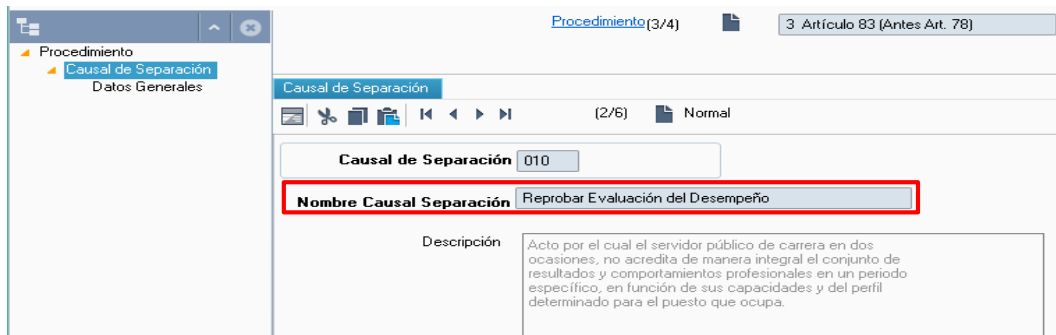 Procedimiento (3/4) 3 Artículo 83 (Antes Art. 78)
Procedimiento
Causal de Separación
Datos Generales
Causal de Separación
(2/6) Normal
Causal de Separación 010
Nombre Causal Separación Reprobar Evaluación del Desempeño
Descripción
Acto por el cual el servidor público de carrera en dos
ocasiones, no acredita de manera integral el conjunto de
resultados y comportamientos profesionales en un periodo
específico, en función de sus capacidades y del perfil
determinado para el puesto que ocupa.